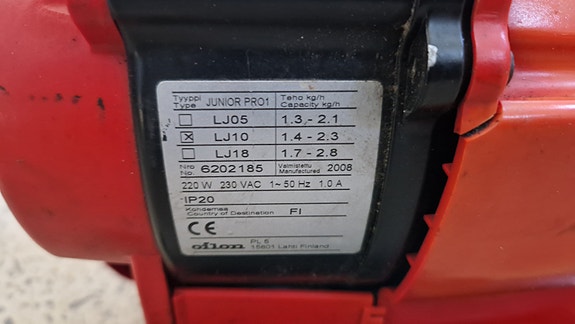 Tyyppi Type JUNIOR PRO1 Teho kg/h Capacity kg/h
LJ05 1.3 - 2.1
LJ10 1.4 - 2.3
LJ18 1.7 - 2.8
Nro No. 6202185 Valmistettu Manufactured 2008
220 W 230 VAC 1~ 50 Hz 1.0 A
IP20
Kohdemaa
Country of Destination FI
CE
oilon PL 5
15801 Lahti Finland